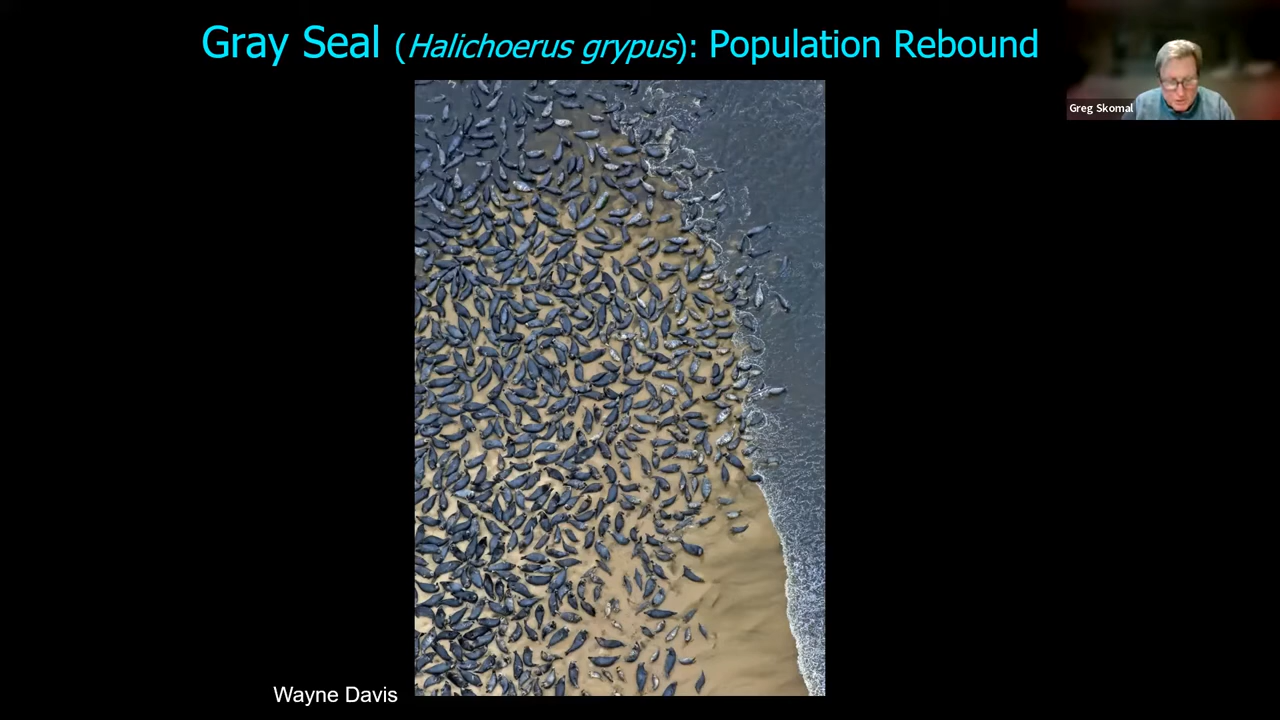 Gray Seal (Halichoerus grypus): Population Rebound
Greg Skomal
Wayne Davis